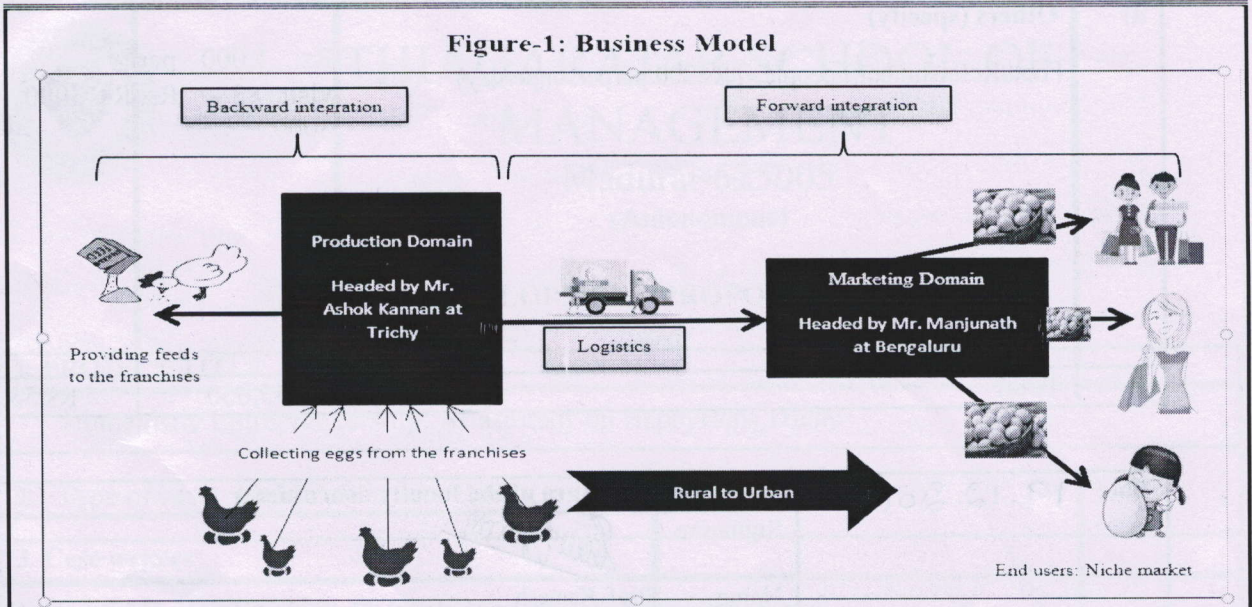 Figure-1: Business Model
Backward integration
Forward integration
Production Domain
Headed by Mr.
Ashok Kannan at
Trichy
Marketing Domain
Headed by Mr. Manjunath
at Bengaluru
Logistics
Providing feeds
to the franchises
Collecting eggs from the franchises
Rural to Urban
End users: Niche market